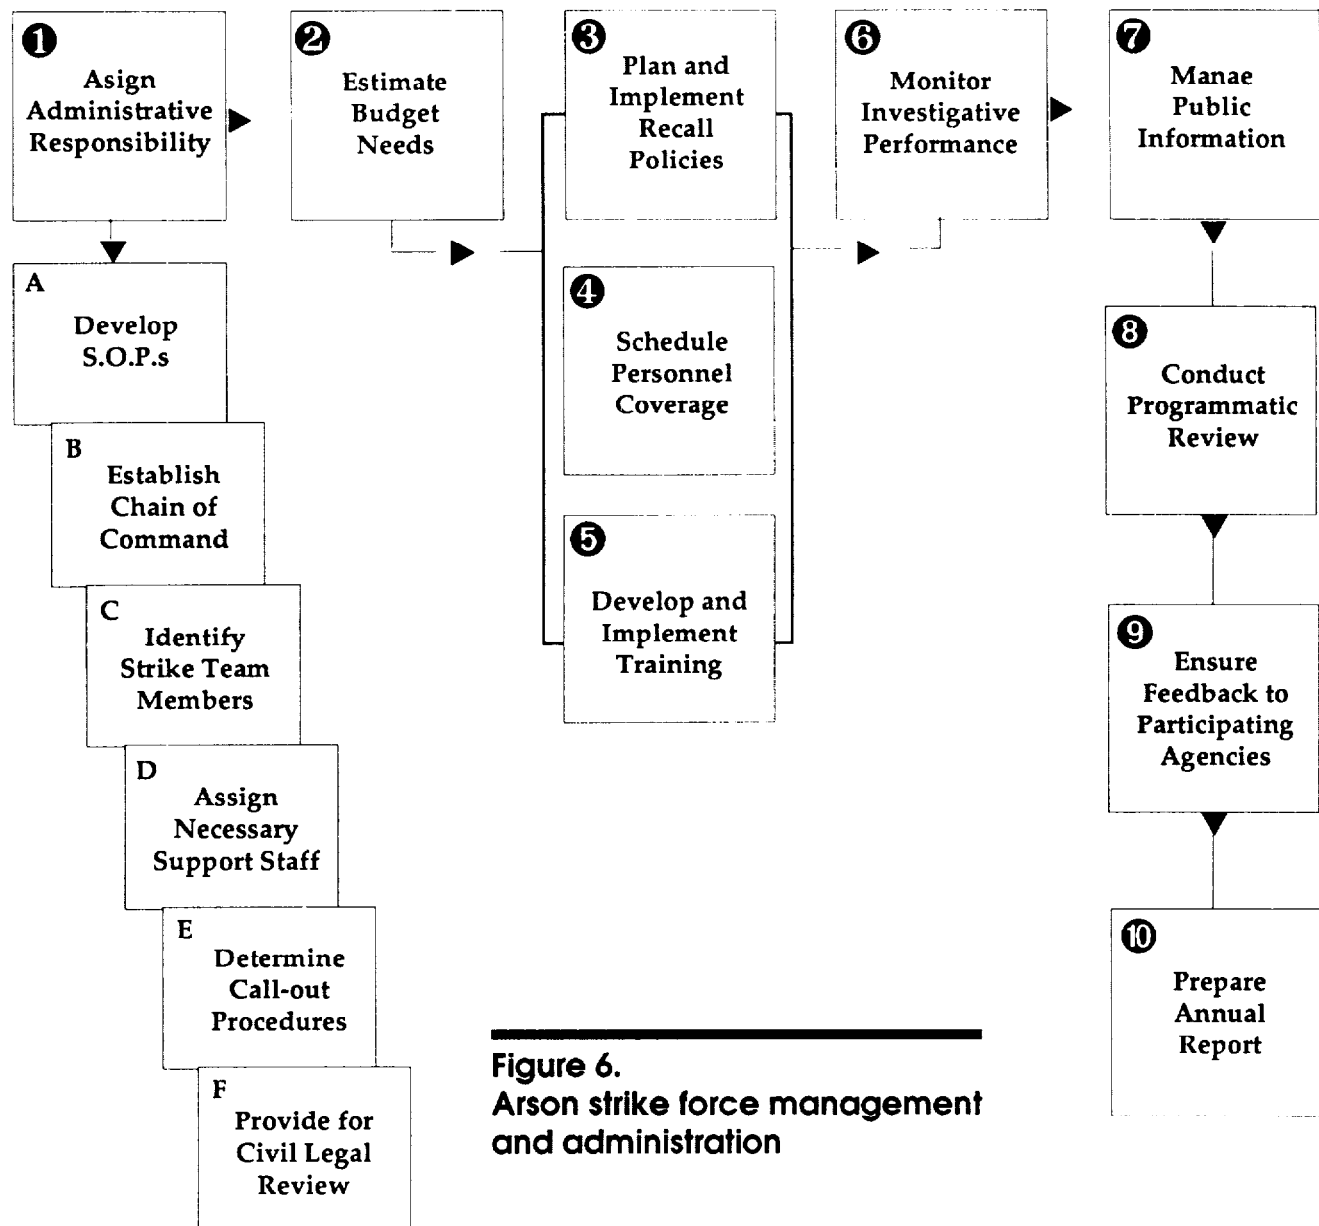 1
Asign
Administrative
Responsibility
A
Develop
S.O.P.s
B
Establish
Chain of
Command
C
Identify
Strike Team
Members
D
Assign
Necessary
Support Staff
E
Determine
Call-out
Procedures
F
Provide for
Civil Legal
Review
2
Estimate
Budget
Needs
3
Plan and
Implement
Recall
Policies
4
Schedule
Personnel
Coverage
5
Develop and
Implement
Training
6
Monitor
Investigative
Performance
7
Manae
Public
Information
8
Conduct
Programmatic
Review
9
Ensure
Feedback to
Participating
Agencies
10
Prepare
Annual
Report
Figure 6.
Arson strike force management
and administration